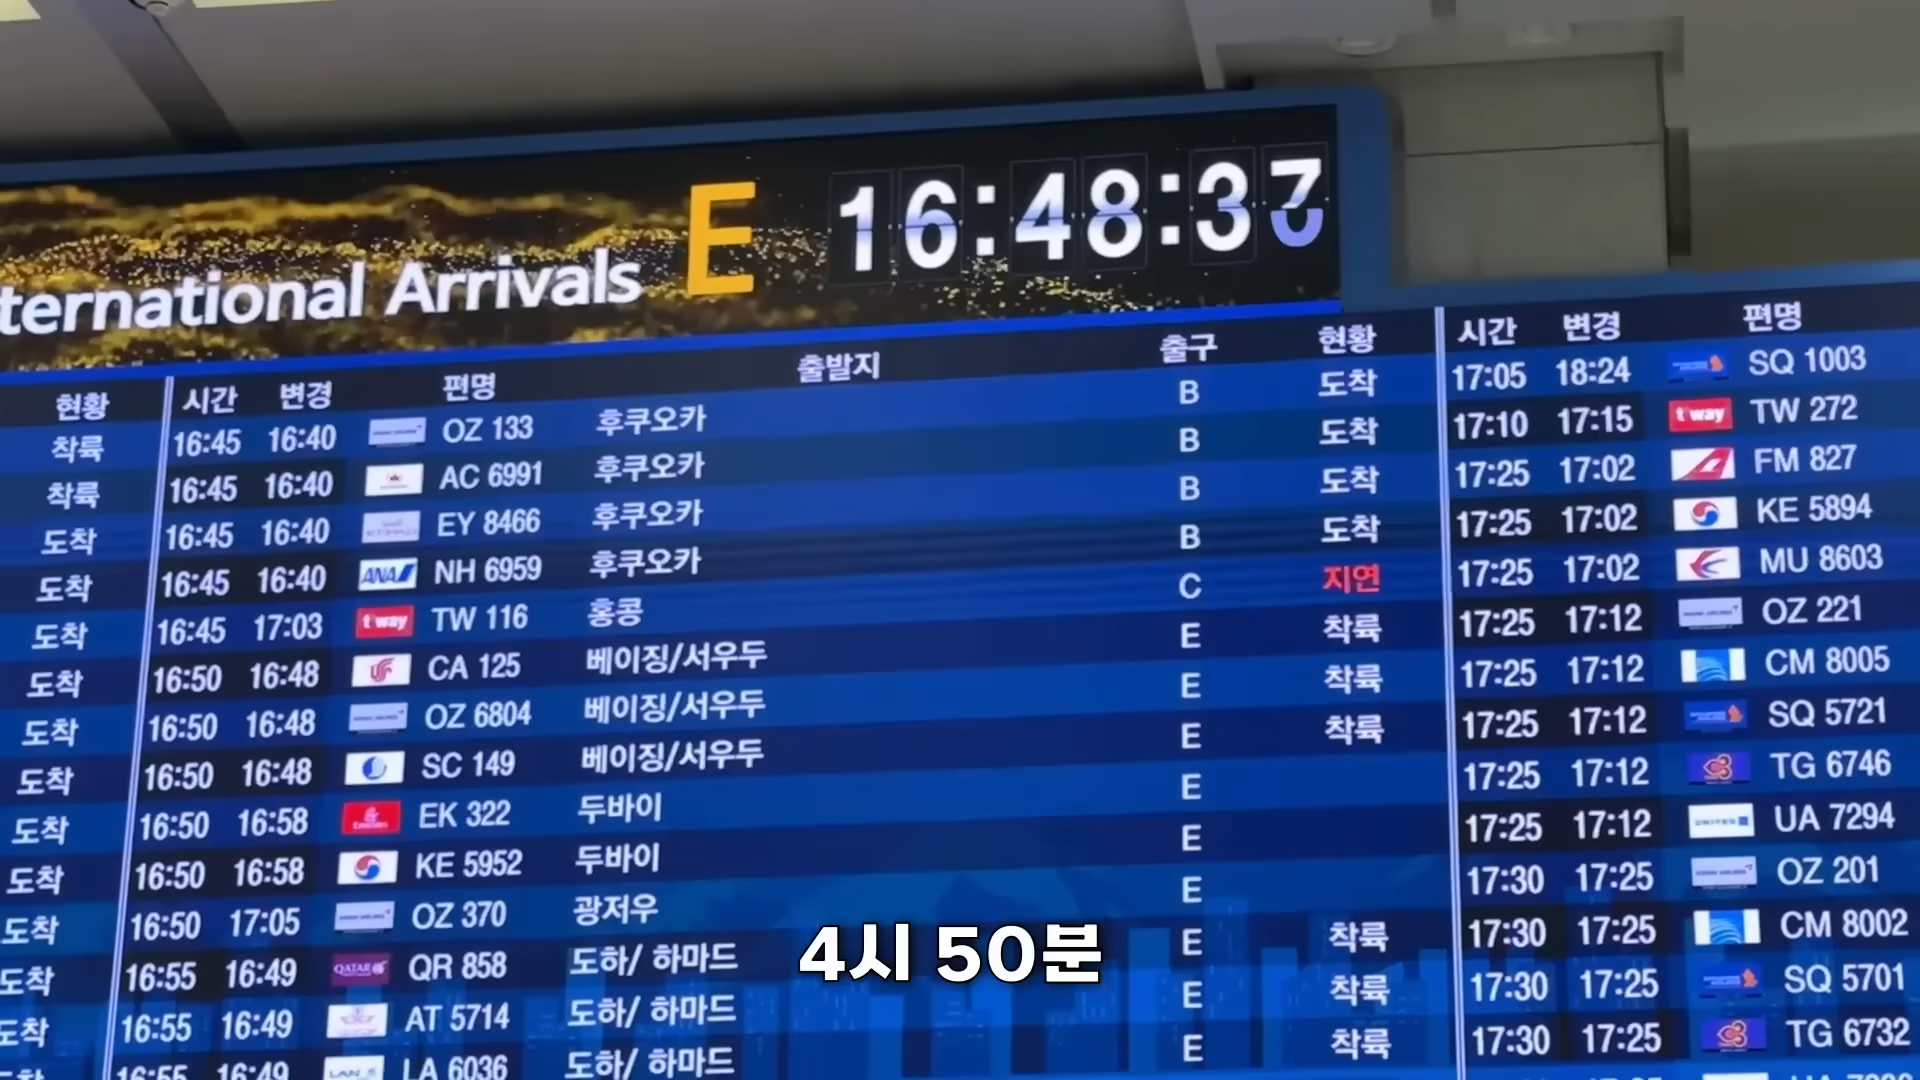 ternational Arrivals E 16:48:37
현황 시간 변경 편명 출발지 출구 현황 시간 변경 편명
착륙 16:45 16:40 OZ 133 후쿠오카 B 도착 17:05 18:24 SQ 1003
착륙 16:45 16:40 AC 6991 후쿠오카 B 도착 17:10 17:15 t'way TW 272
도착 16:45 16:40 EY 8466 후쿠오카 B 도착 17:25 17:02 FM 827
도착 16:45 16:40 ANA NH 6959 후쿠오카 B 도착 17:25 17:02 KE 5894
도착 16:45 17:03 t'way TW 116 홍콩 C 지연 17:25 17:02 MU 8603
도착 16:50 16:48 CA 125 베이징/서우두 E 착륙 17:25 17:12 OZ 221
도착 16:50 16:48 OZ 6804 베이징/서우두 E 착륙 17:25 17:12 CM 8005
도착 16:50 16:48 SC 149 베이징/서우두 E 착륙 17:25 17:12 SQ 5721
도착 16:50 16:58 Emirates EK 322 두바이 E 17:25 17:12 TG 6746
도착 16:50 16:58 KE 5952 두바이 E 17:25 17:12 UNITED UA 7294
도착 16:50 17:05 OZ 370 광저우 E 17:30 17:25 OZ 201
도착 16:55 16:49 QATAR QR 858 도하/ 하마드 E 착륙 17:30 17:25 CM 8002
도착 16:55 16:49 AT 5714 도하/ 하마드 E 착륙 17:30 17:25 SQ 5701
도착 16:55 16:49 LAN LA 6036 도하/ 하마드 E 착륙 17:30 17:25 TG 6732
4시 50분